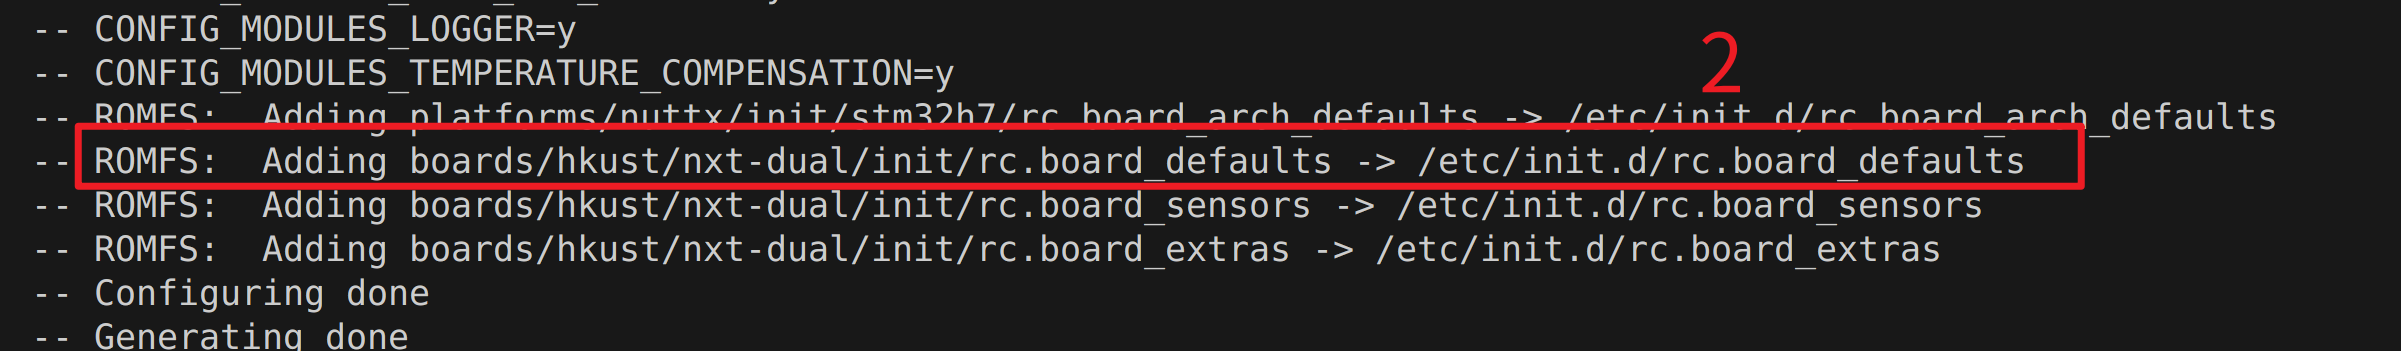 -- CONFIG_MODULES_LOGGER=y
2
-- CONFIG_MODULES_TEMPERATURE_COMPENSATION=y
-- ROMFS:  Adding platforms/nuttx/init/stm32h7/rc.board_arch_defaults -> /etc/init.d/rc.board_arch_defaults
-- ROMFS:  Adding boards/hkust/nxt-dual/init/rc.board_defaults -> /etc/init.d/rc.board_defaults
-- ROMFS:  Adding boards/hkust/nxt-dual/init/rc.board_sensors -> /etc/init.d/rc.board_sensors
-- ROMFS:  Adding boards/hkust/nxt-dual/init/rc.board_extras -> /etc/init.d/rc.board_extras
-- Configuring done
-- Generating done